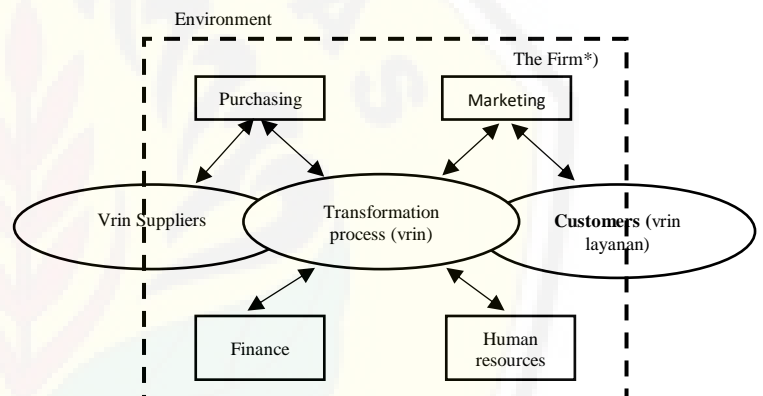 Environment
The Firm*)
Purchasing
Marketing
Vrin Suppliers
Transformation
process (vrin)
Customers (vrin
layanan)
Finance
Human
resources